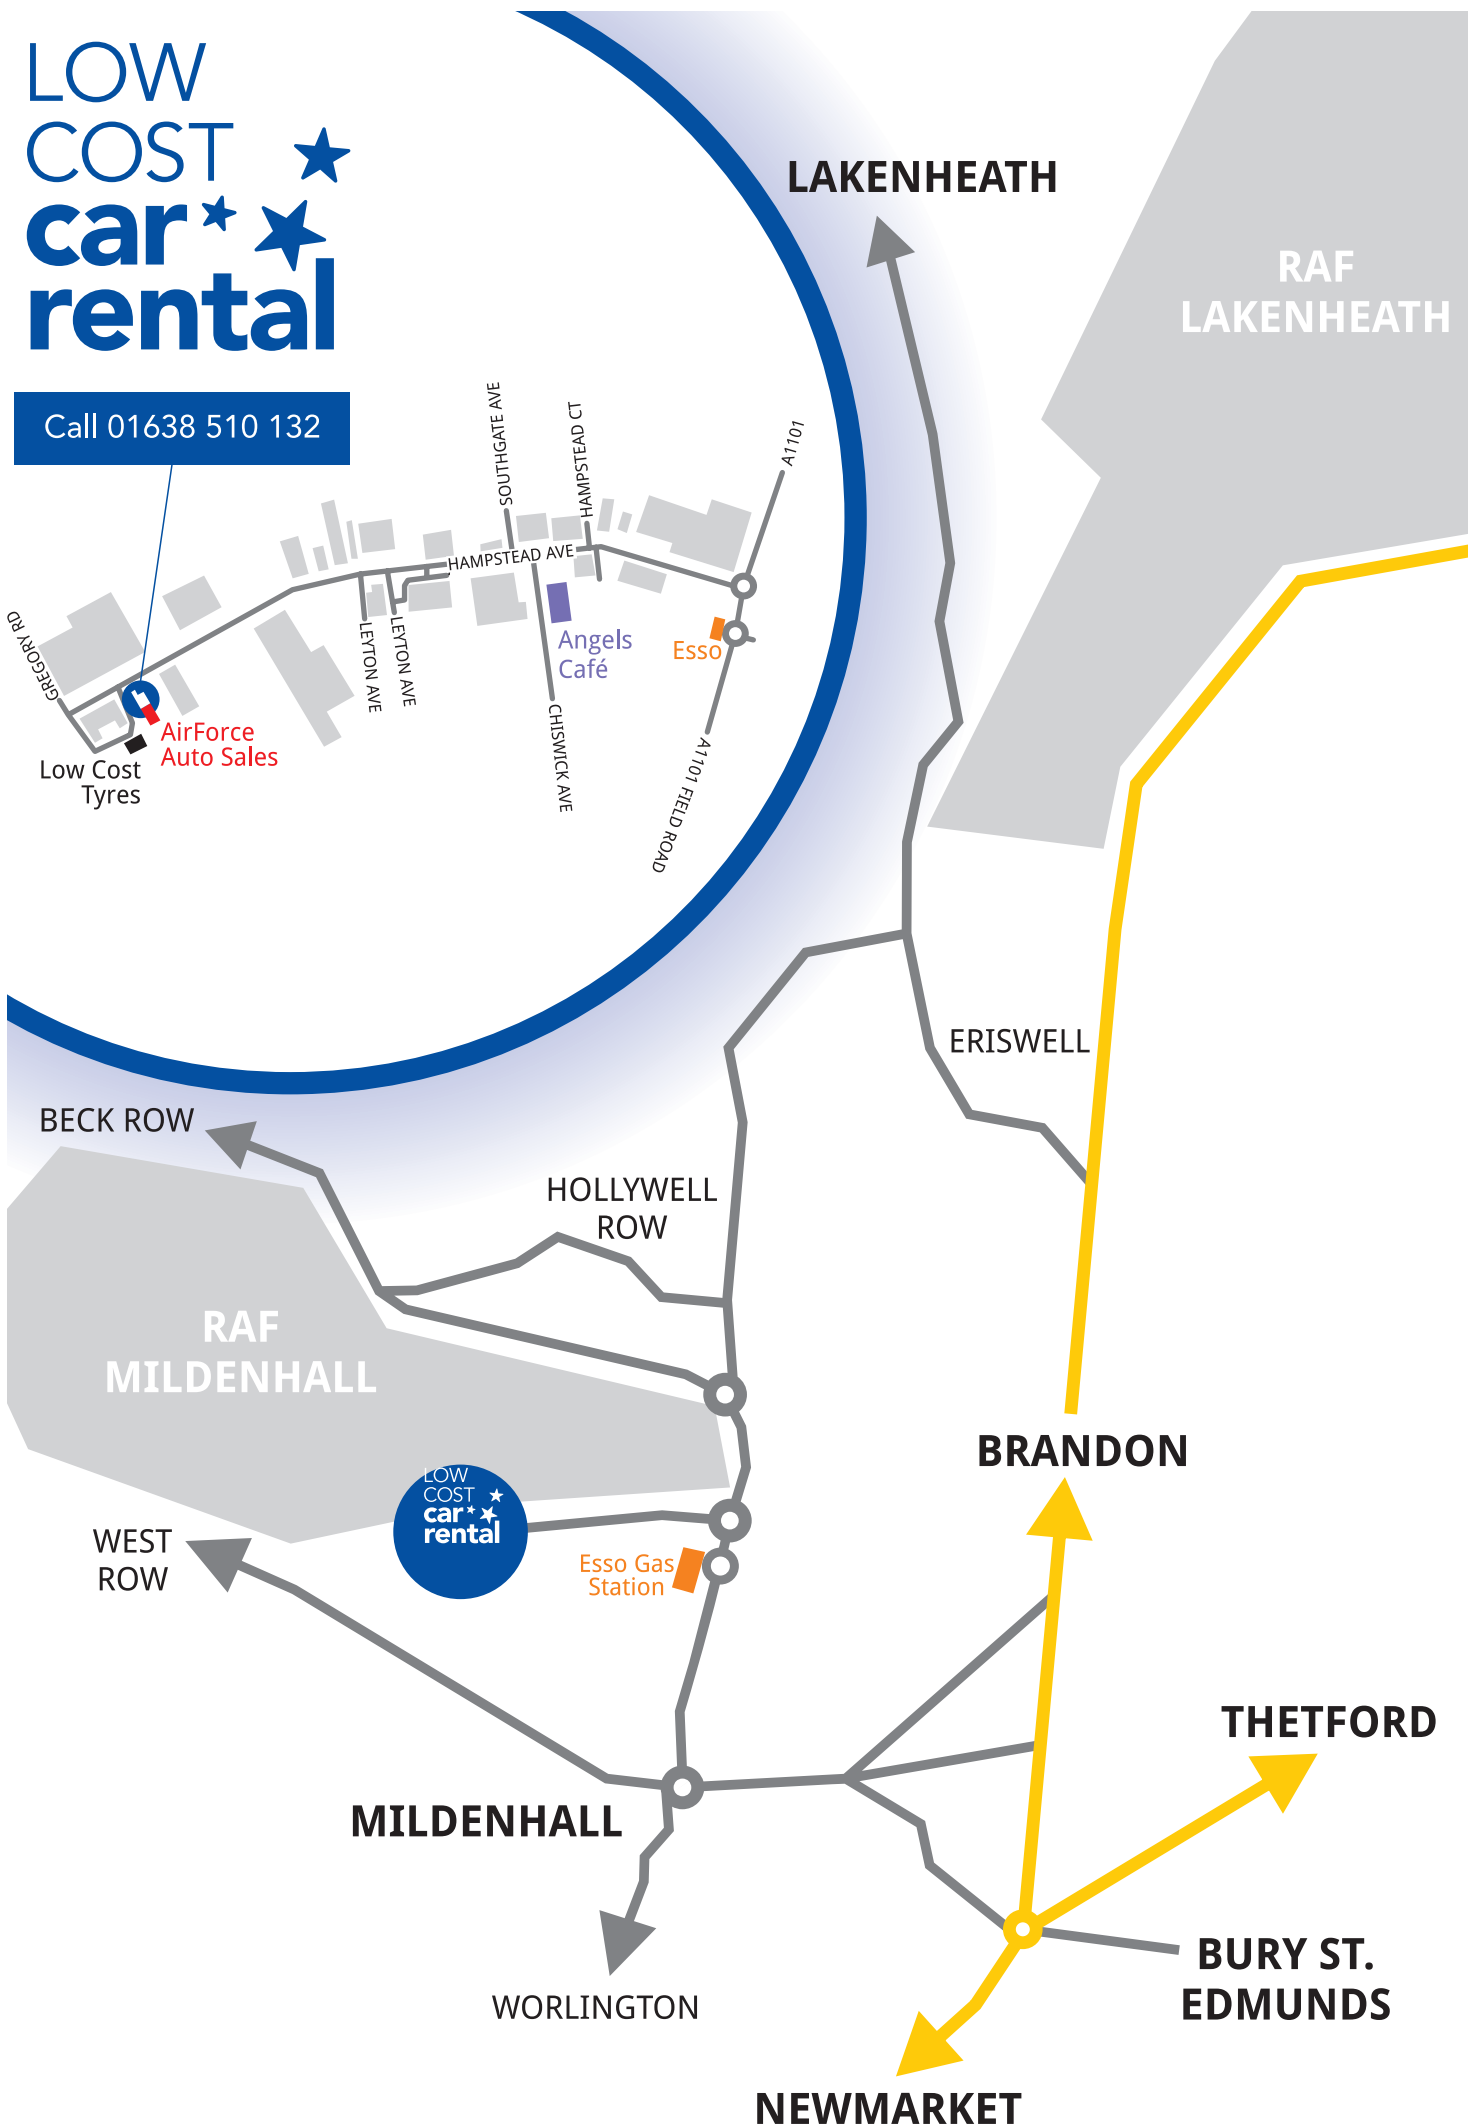 LOW
COST
car
rental
Call 01638 510 132
LAKENHEATH
RAF
LAKENHEATH
SOUTHGATE AVE
HAMPSTEAD CT
A1101
HAMPSTEAD AVE
GREGORY RD
LEYTON AVE
LEYTON AVE
Angels
Café
Esso
CHISWICK AVE
A1101 FIELD ROAD
AirForce
Auto Sales
Low Cost
Tyres
ERISWELL
BECK ROW
HOLLYWELL
ROW
RAF
MILDENHALL
BRANDON
LOW
COST
car
rental
WEST
ROW
Esso Gas
Station
THETFORD
MILDENHALL
BURY ST.
EDMUNDS
WORLINGTON
NEWMARKET